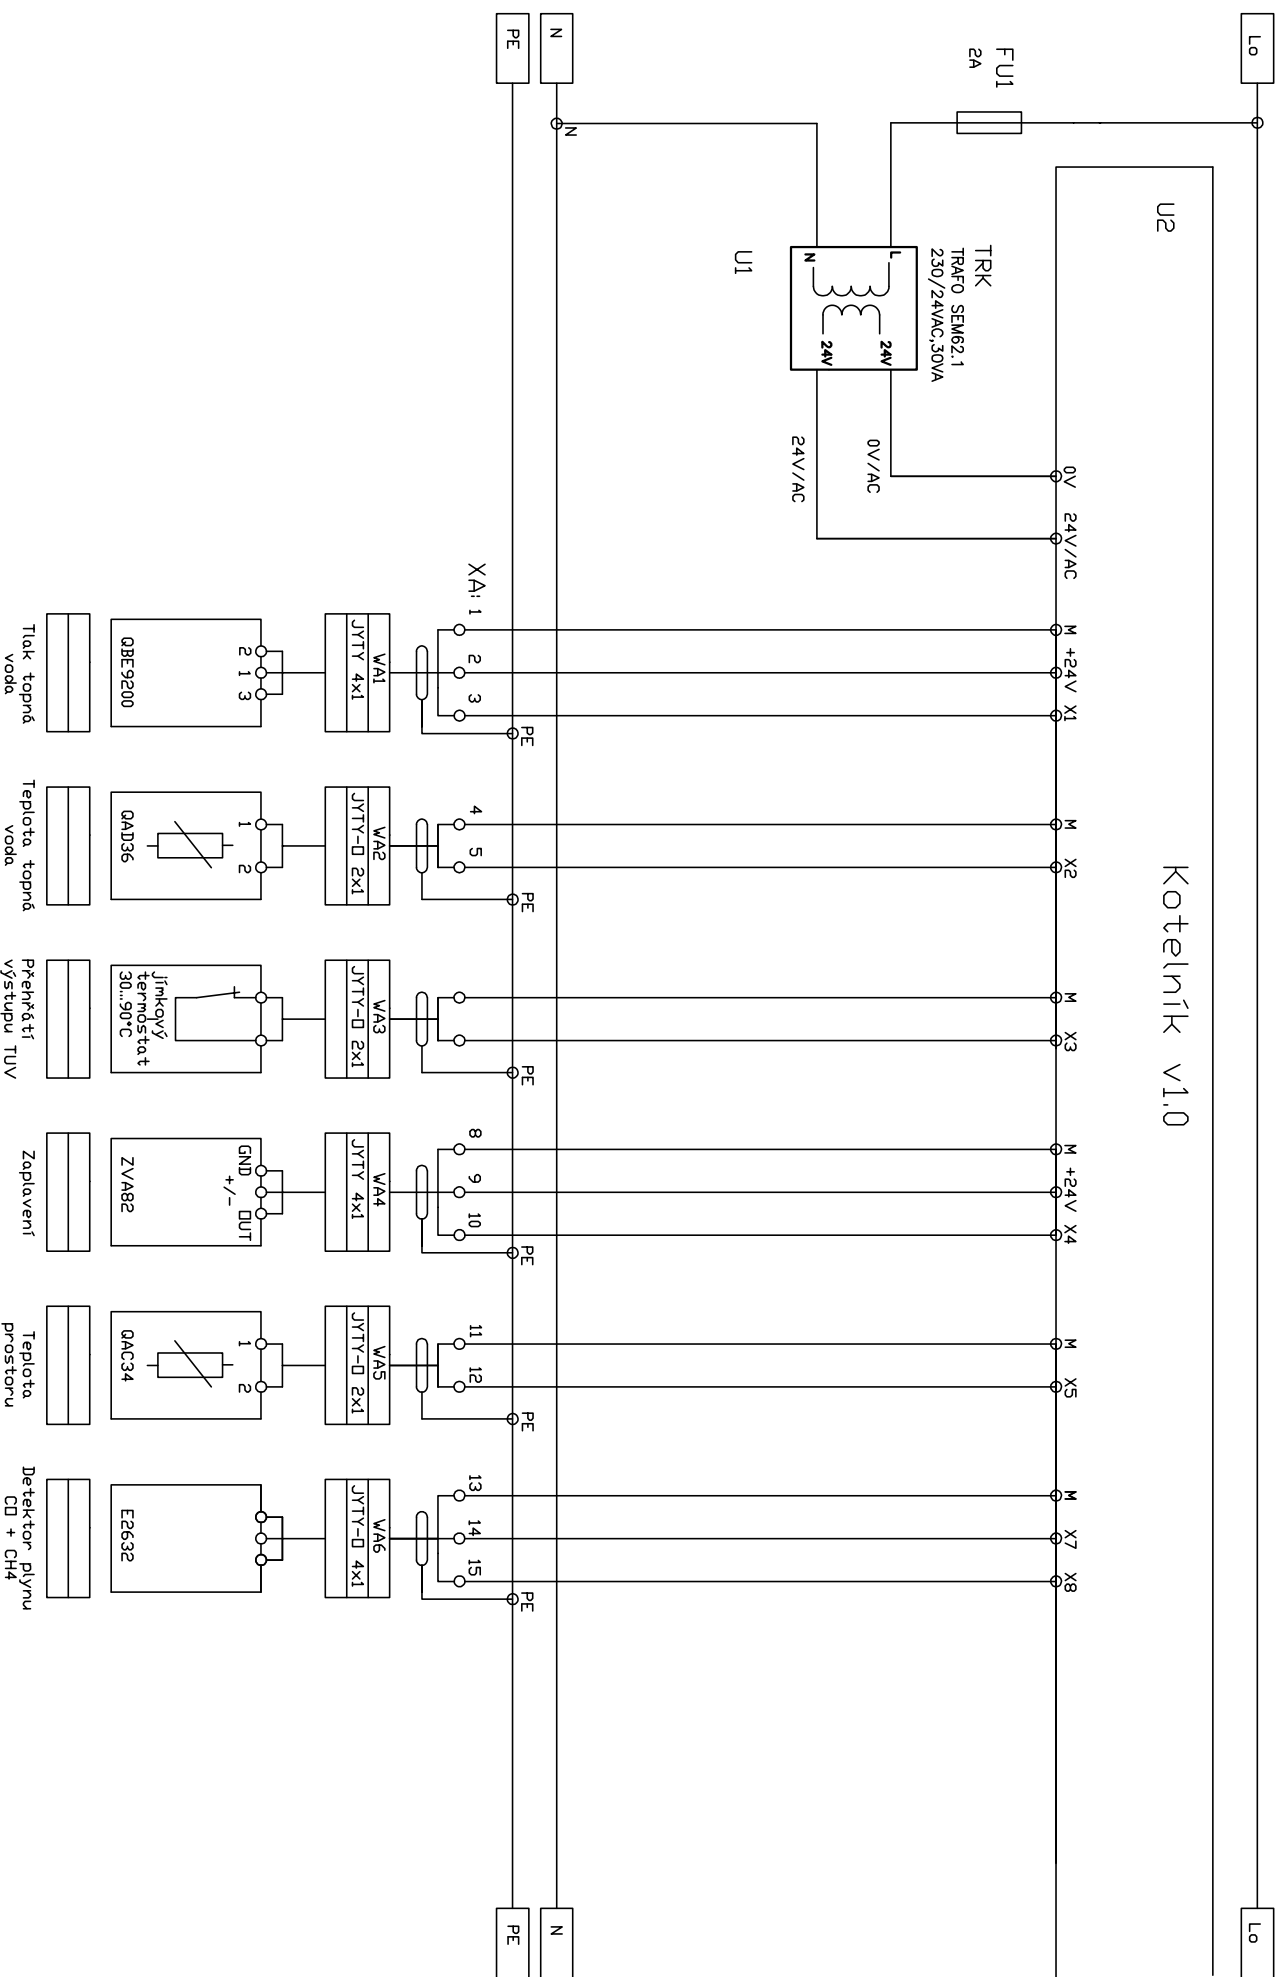 Lo
Lo
FU1
2A
U2
Kotelník v1.0
TRK
TRAFO SEM62.1
230/24VAC,30VA
L
N
24V
24V
U1
0V/AC
24V/AC
0V
24V/AC
M +24V X1
M X2
M X3
M +24V X4
M X5
M X7 X8
N
N
N
PE
PE
XA: 1 2 3
PE
4 5
PE
PE
8 9 10
PE
11 12
PE
13 14 15
PE
WA1
JYTY 4x1
WA2
JYTY-O 2x1
WA3
JYTY-O 2x1
WA4
JYTY 4x1
WA5
JYTY-O 2x1
WA6
JYTY-O 4x1
2 1 3
QBE9200
1 2
QAD36
jímkový
termostat
30...90°C
GND +/- OUT
ZVA82
1 2
QAC34
E2632
Tlak topná
voda
Teplota topná
voda
Přehřátí
výstupu TUV
Zaplavení
Teplota
prostoru
Detektor plynu
CO + CH4